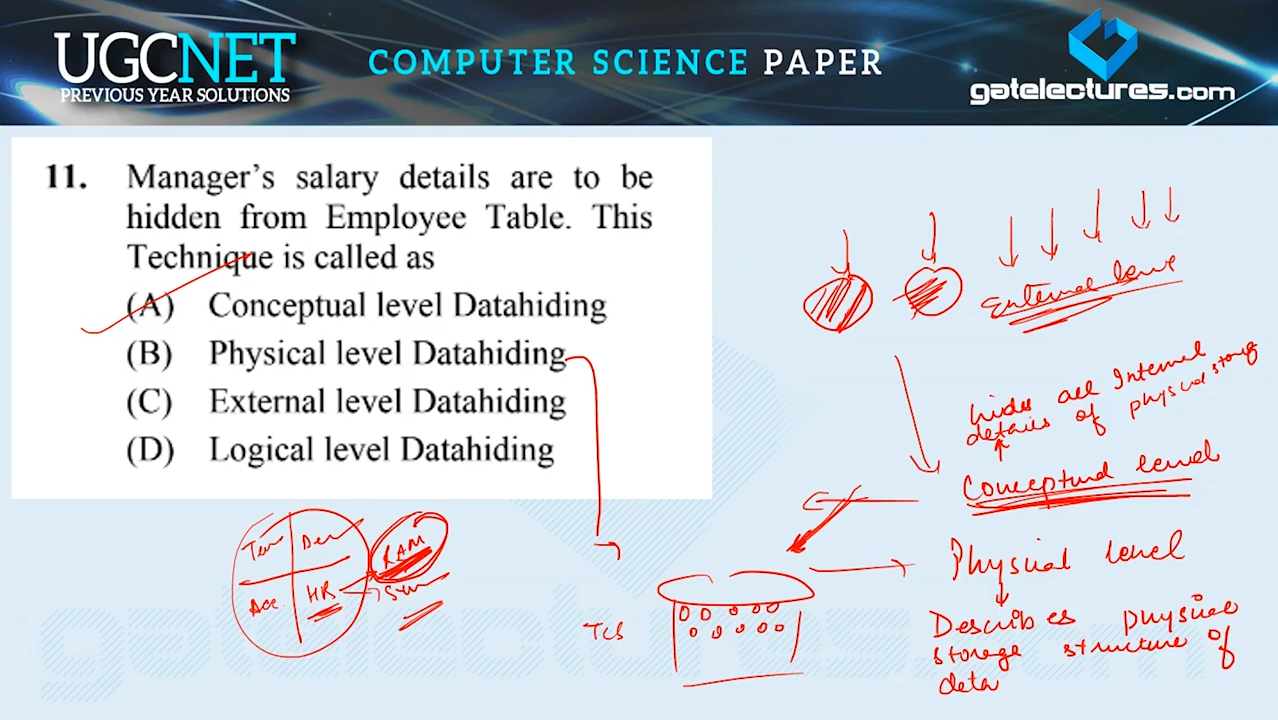 UGCNET
PREVIOUS YEAR SOLUTIONS
COMPUTER SCIENCE PAPER
gatelectures.com
11. Manager's salary details are to be
hidden from Employee Table. This
Technique is called as
(A) Conceptual level Datahiding
(B) Physical level Datahiding
(C) External level Datahiding
(D) Logical level Datahiding
External level
hides all Internal
details of physical storage
Conceptual level
Physical level
Describes physical
storage structure of
data
Dev
Acc
HR
RAM
TCS